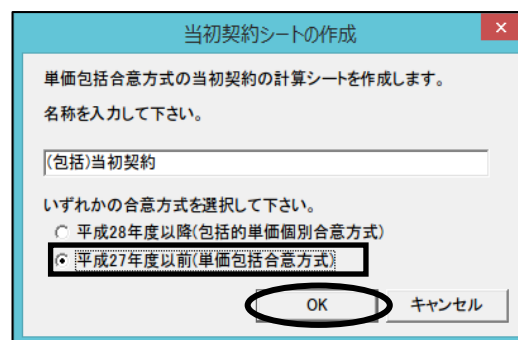 当初契約シートの作成
単価包括合意方式の当初契約の計算シートを作成します。
名称を入力して下さい。
(包括)当初契約
いずれかの合意方式を選択して下さい。
平成28年度以降(包括的単価個別合意方式)
平成27年度以前(単価包括合意方式)
OK キャンセル